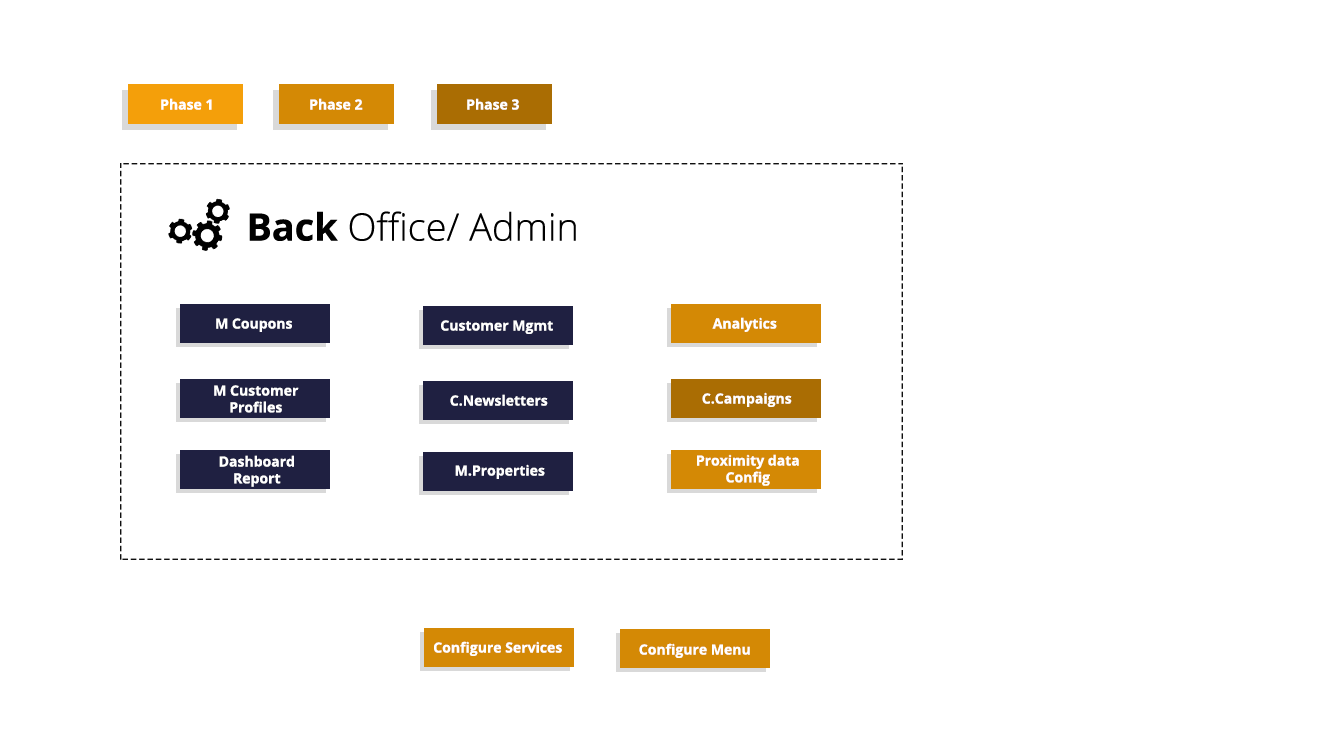 Phase 1
Phase 2
Phase 3
Back Office/ Admin
M Coupons
Customer Mgmt
Analytics
M Customer
Profiles
C.Newsletters
C.Campaigns
Dashboard
Report
M.Properties
Proximity data
Config
Configure Services
Configure Menu